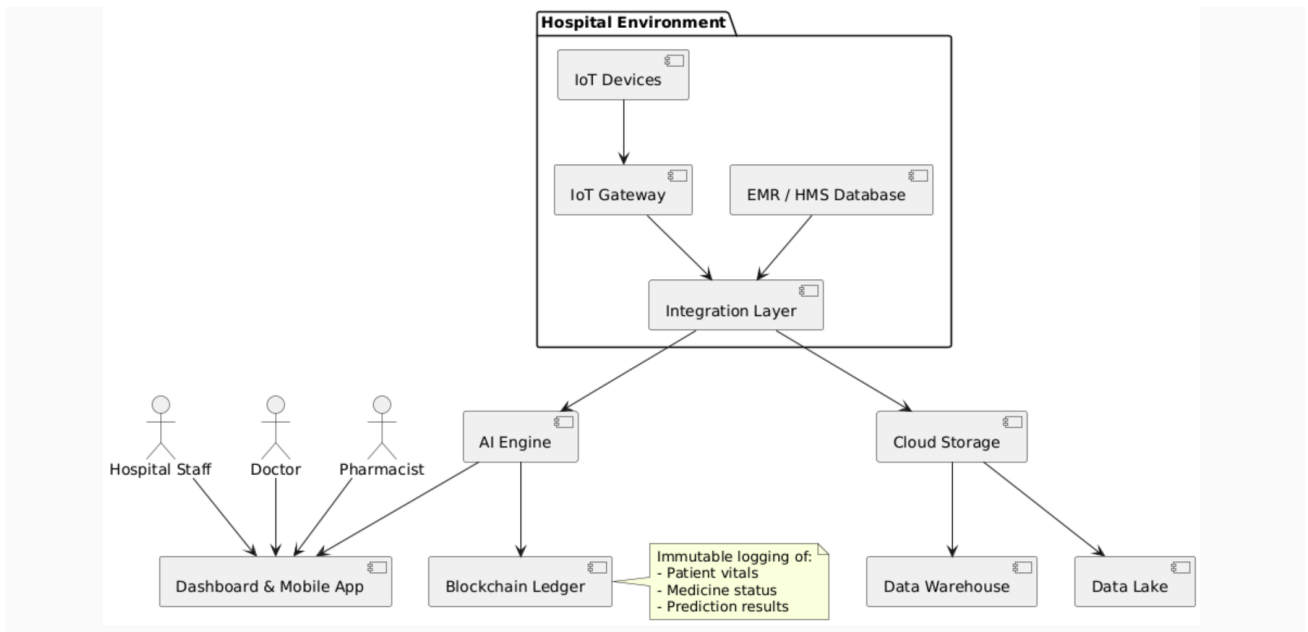 Hospital Environment
IoT Devices
IoT Gateway
EMR / HMS Database
Integration Layer
Hospital Staff
Doctor
Pharmacist
AI Engine
Cloud Storage
Dashboard & Mobile App
Blockchain Ledger
Immutable logging of:
- Patient vitals
- Medicine status
- Prediction results
Data Warehouse
Data Lake